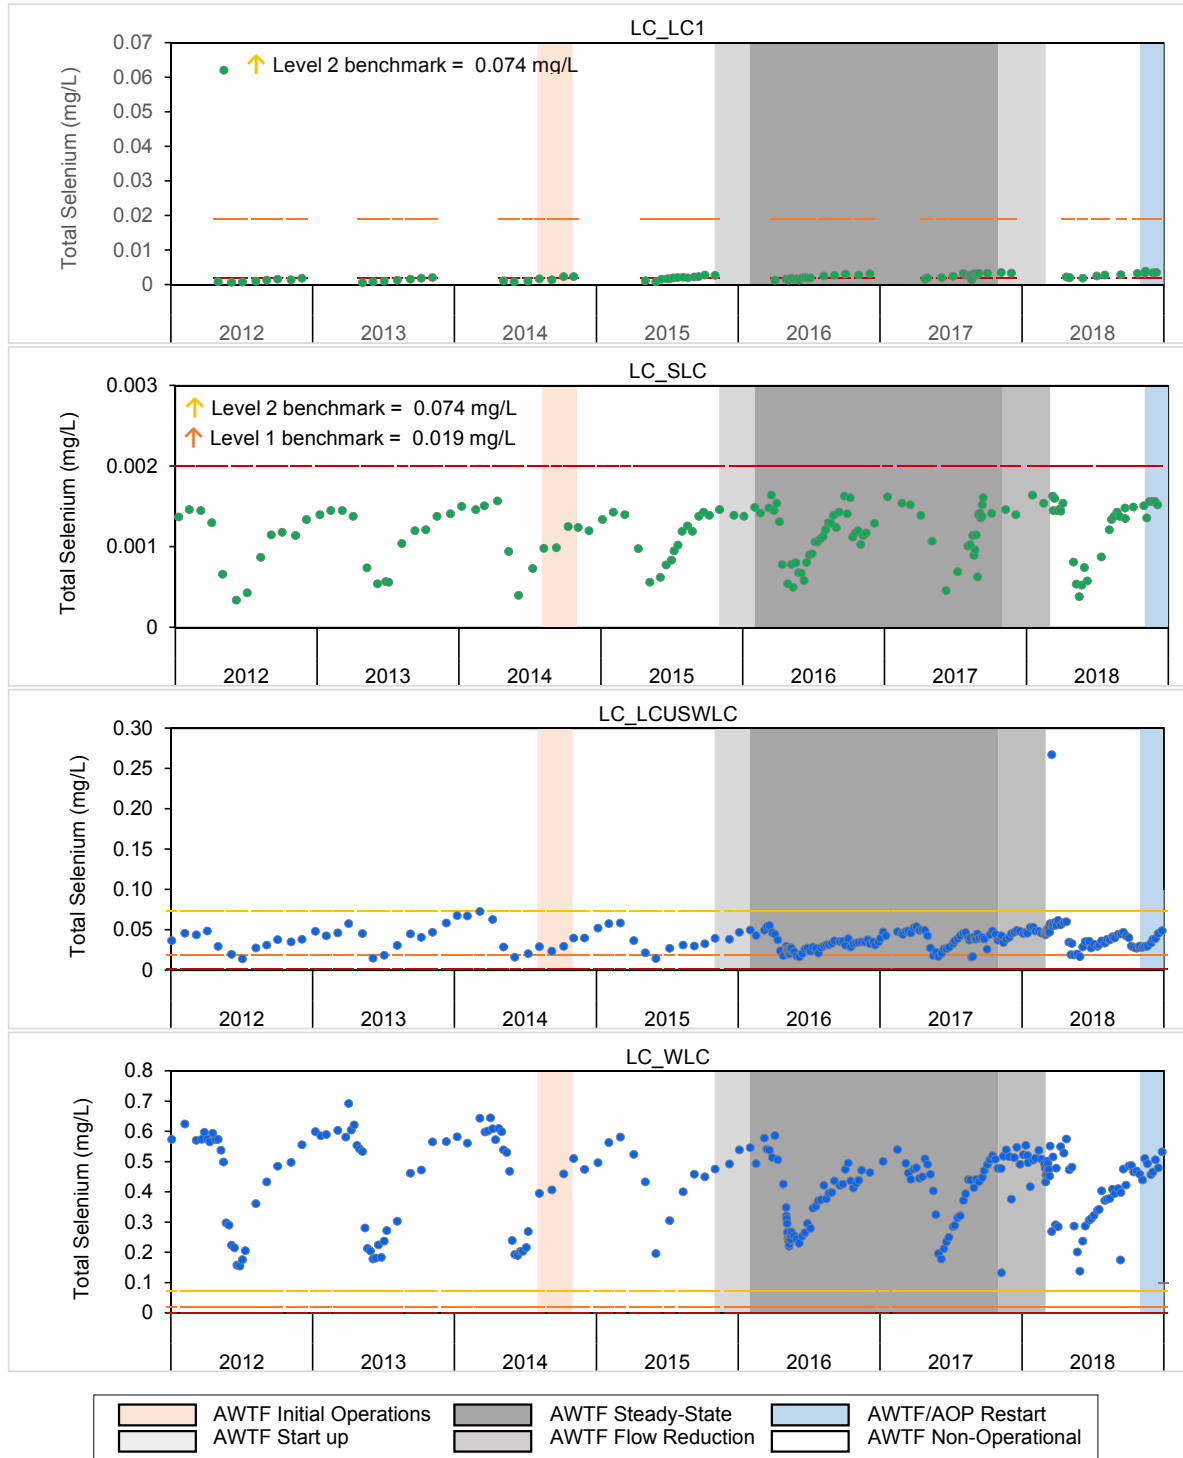 LC_LC1
Total Selenium (mg/L)
0.07
0.06
0.05
0.04
0.03
0.02
0.01
0
↑ Level 2 benchmark = 0.074 mg/L
2012 2013 2014 2015 2016 2017 2018
LC_SLC
Total Selenium (mg/L)
0.003
0.002
0.001
0
↑ Level 2 benchmark = 0.074 mg/L
↑ Level 1 benchmark = 0.019 mg/L
2012 2013 2014 2015 2016 2017 2018
LC_LCUSWLC
Total Selenium (mg/L)
0.30
0.25
0.20
0.15
0.10
0.05
0
2012 2013 2014 2015 2016 2017 2018
LC_WLC
Total Selenium (mg/L)
0.8
0.7
0.6
0.5
0.4
0.3
0.2
0.1
0
2012 2013 2014 2015 2016 2017 2018
AWTF Initial Operations AWTF Steady-State AWTF/AOP Restart
AWTF Start up AWTF Flow Reduction AWTF Non-Operational